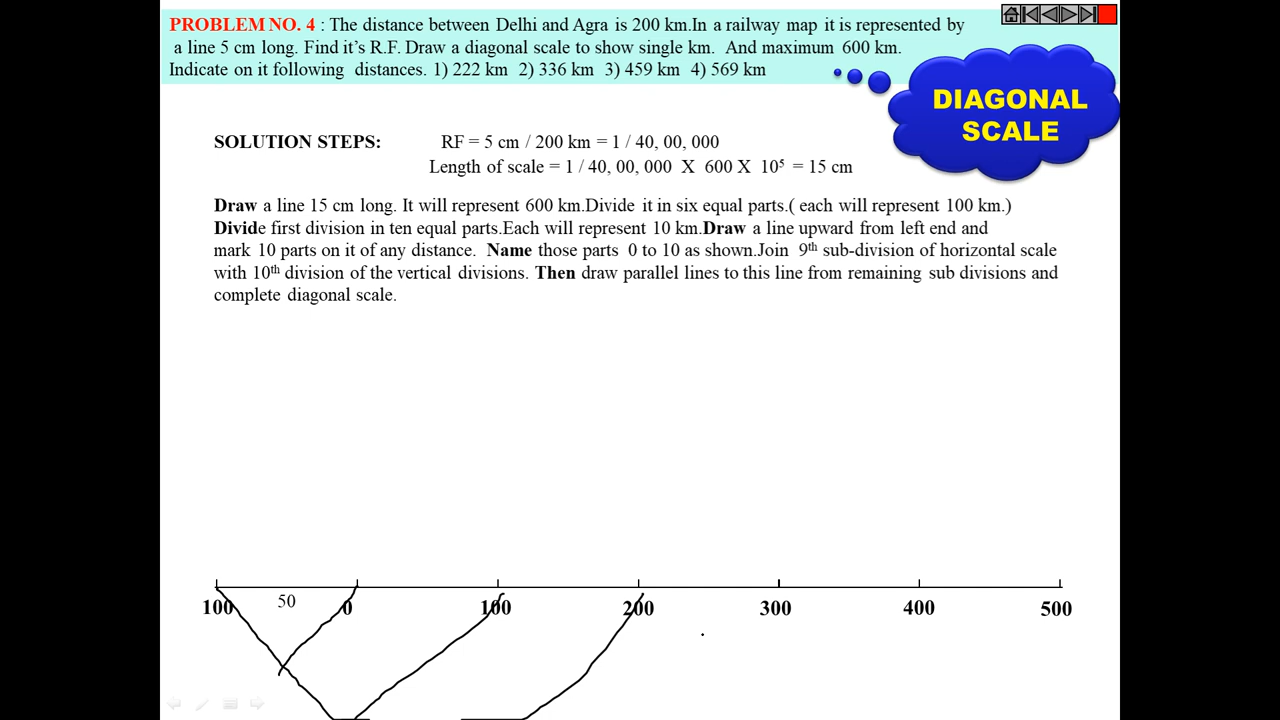 PROBLEM NO. 4 : The distance between Delhi and Agra is 200 km.In a railway map it is represented by
a line 5 cm long. Find it’s R.F. Draw a diagonal scale to show single km. And maximum 600 km.
Indicate on it following distances. 1) 222 km 2) 336 km 3) 459 km 4) 569 km
DIAGONAL
SCALE
SOLUTION STEPS: RF = 5 cm / 200 km = 1 / 40, 00, 000
Length of scale = 1 / 40, 00, 000 X 600 X 10⁵ = 15 cm
Draw a line 15 cm long. It will represent 600 km.Divide it in six equal parts.( each will represent 100 km.)
Divide first division in ten equal parts.Each will represent 10 km.Draw a line upward from left end and
mark 10 parts on it of any distance. Name those parts 0 to 10 as shown.Join 9th sub-division of horizontal scale
with 10th division of the vertical divisions. Then draw parallel lines to this line from remaining sub divisions and
complete diagonal scale.
100 50 0 100 200 300 400 500